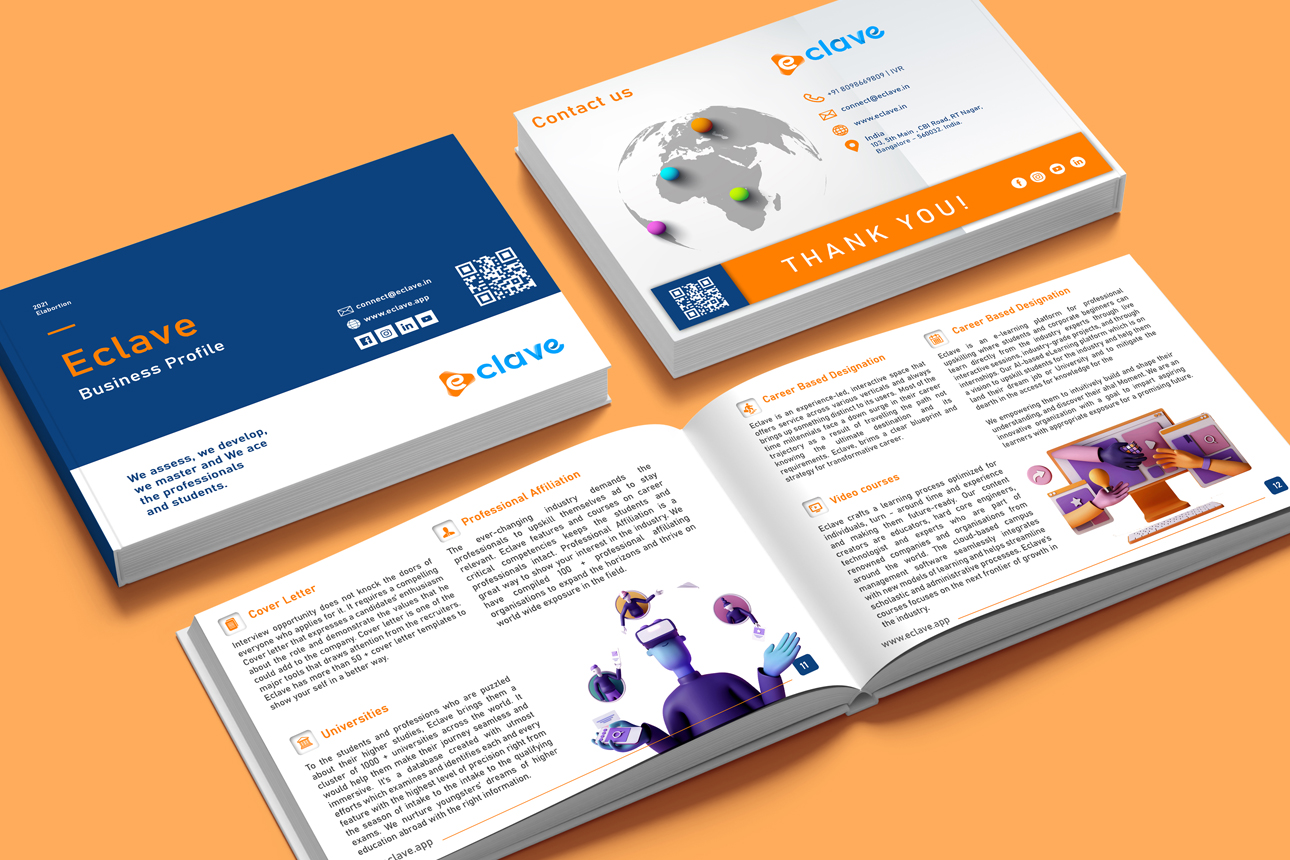 2021
Elabortion
Eclave
Business Profile
connect@eclave.in
www.eclave.app
eclave
We assess, we develop,
we master and We ace
the professionals
and students.
Contact us
eclave
+91 8098669809 | IVR
connect@eclave.in
www.eclave.in
India
103, 5th Main , CBI Road, RT Nagar,
Bangalore - 560032. India.
THANK YOU!
Cover Letter
Interview opportunity does not knock the doors of
everyone who applies for it. It requires a compelling
Cover letter that expresses a candidates' enthusiasm
about the role and demonstrate the values that he
could add to the company. Cover letter is one of the
major tools that draws attention from the recruiters.
Eclave has more than 50 + cover letter templates to
show your self in a better way.
Universities
To the students and professions who are puzzled
about their higher studies, Eclave brings them a
cluster of 1000 + universities across the world. It
would help them make their journey seamless and
immersive. It's a database created with utmost
efforts which examines and identifies each and every
feature with the highest level of precision right from
the season of intake to the intake to the qualifying
exams. We nurture youngsters' dreams of higher
education abroad with the right information.
clave.app
Professional Affiliation
The ever-changing industry demands the
professionals to upskill themselves ad to stay
relevant. Eclave features and courses on career
critical competencies keeps the students and
professionals intact. Professional Affiliation is a
great way to show your interest in the industry. We
have compiled 100 + professional affiliating
organisations to expand the horizons and thrive on
world wide exposure in the field.
11
Career Based Designation
Eclave is an experience-led, interactive space that
offers service across various verticals and always
brings up something distinct to its users. Most of the
time millennials face a down surge in their career
trajectory as a result of travelling the path not
knowing the ultimate destination and its
requirements. Eclave, brims a clear blueprint and
strategy for transformative career.
Video courses
Eclave crafts a learning process optimized for
individuals, turn - around time and experience
and making them future-ready. Our content
creators are educators, hard core engineers,
technologist and experts who are part of
renowned companies and organisations from
around the world. The cloud-based campus
management software seamlessly integrates
with new models of learning and helps streamline
scholastic and administrative processes. Eclave's
courses focuses on the next frontier of growth in
the industry.
www.eclave.app
Career Based Designation
Eclave is an e-learning platform for professional
upskilling where students and corporate beginners can
learn directly from the industry experts through live
interactive sessions, industry-grade projects, and through
internships. Our AI-based eLearning platform which is on
a vision to upskill students for the industry and help them
land their dream job or University and to mitigate the
dearth in the access for knowledge for the
We empowering them to intuitively build and shape their
understanding, and discover their aha! Moment. We are an
innovative organization with a goal to impart aspiring
learners with appropriate exposure for a promising future.
12